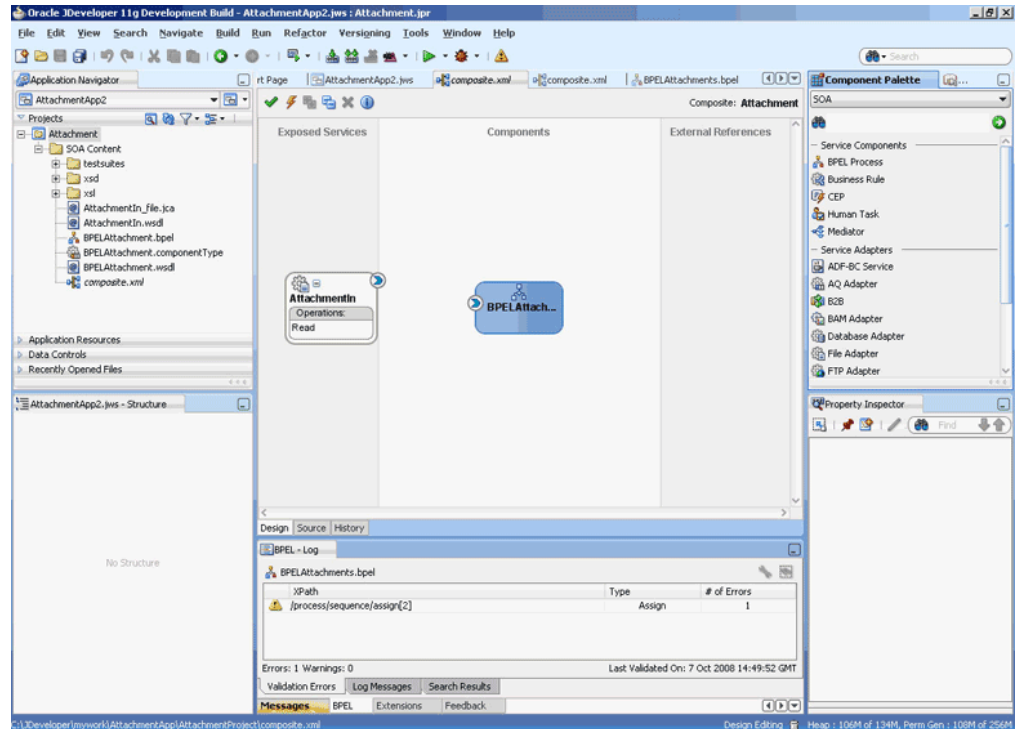 Oracle JDeveloper 11g Development Build - AttachmentApp2.jws : Attachment.jpr
File Edit View Search Navigate Build Run Refactor Versioning Tools Window Help
Search
Application Navigator
AttachmentApp2
Projects
Attachment
SOA Content
testsuites
xsd
xsl
AttachmentIn_file.jca
AttachmentIn.wsdl
BPELAttachment.bpel
BPELAttachment.componentType
BPELAttachment.wsdl
composite.xml
Application Resources
Data Controls
Recently Opened Files
AttachmentApp2.jws - Structure
No Structure
rt Page AttachmentApp2.jws composite.xml composite.xml BPELAttachments.bpel
Composite: Attachment
Exposed Services Components External References
AttachmentIn
Operations:
Read
BPELAttach...
Design Source History
BPEL - Log
BPELAttachments.bpel
XPath Type # of Errors
/process/sequence/assign[2] Assign 1
Errors: 1 Warnings: 0 Last Validated On: 7 Oct 2008 14:49:52 GMT
Validation Errors Log Messages Search Results
Messages BPEL Extensions Feedback
Component Palette
SOA
Service Components
BPEL Process
Business Rule
CEP
Human Task
Mediator
Service Adapters
ADF-BC Service
AQ Adapter
B2B
BAM Adapter
Database Adapter
File Adapter
FTP Adapter
Property Inspector
Find
C:\JDeveloper\mywork\AttachmentApp\AttachmentProject\composite.xml Design Editing Heap : 106M of 134M, Perm Gen : 108M of 256M